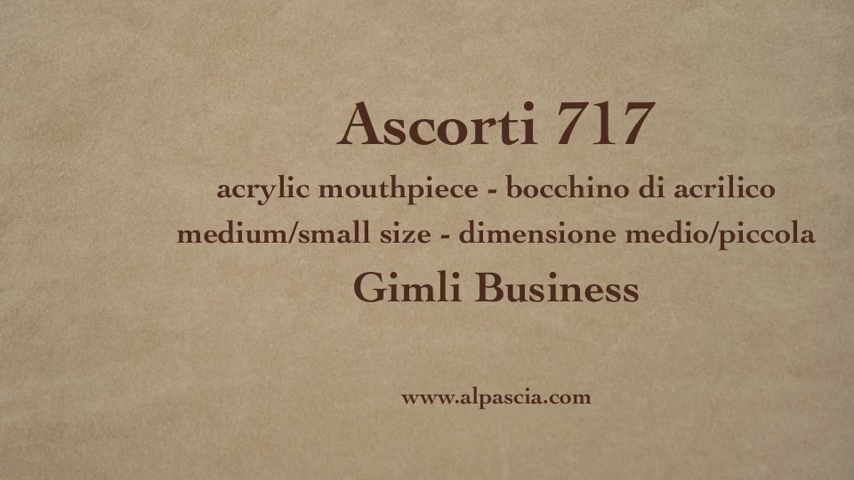 Ascorti 717
acrylic mouthpiece - bocchino di acrilico
medium/small size - dimensione medio/piccola
Gimli Business
www.alpascia.com